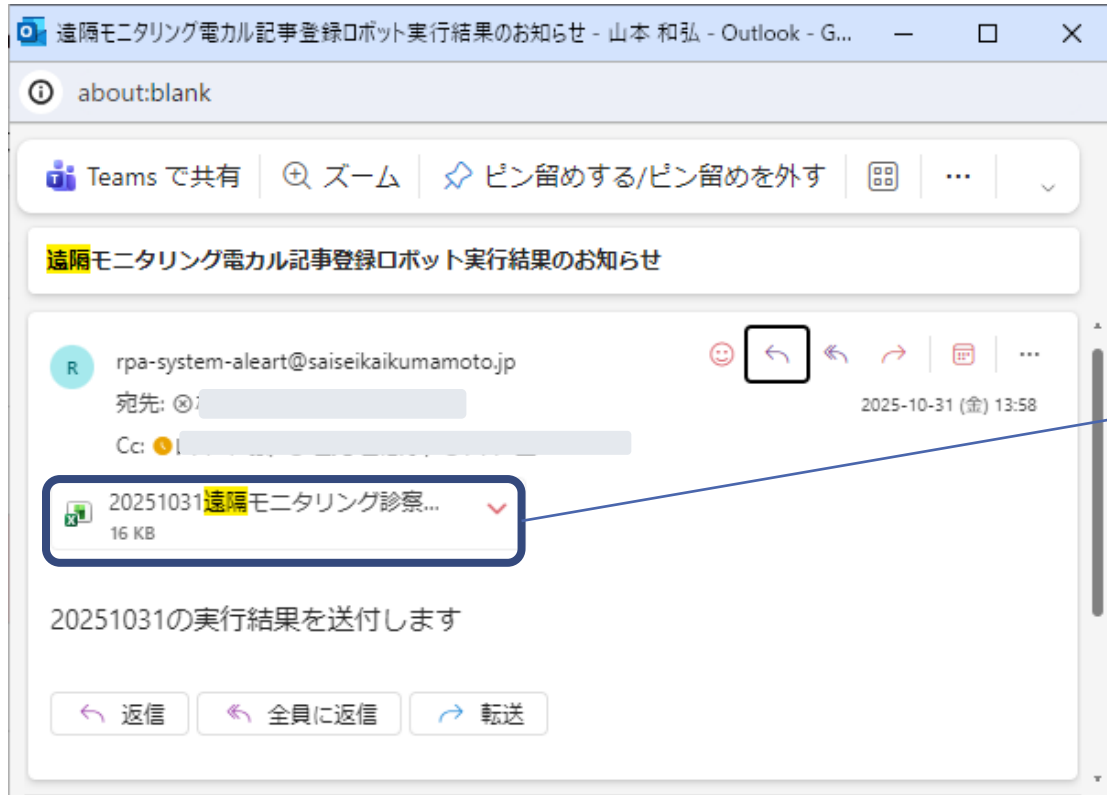 遠隔モニタリング電カル記事登録ロボット実行結果のお知らせ - 山本 和弘 - Outlook - G...
about:blank
Teams で共有 ズーム ピン留めする/ピン留めを外す ...
遠隔モニタリング電カル記事登録ロボット実行結果のお知らせ
R
rpa-system-aleart@saiseikaikumamoto.jp
宛先:
2025-10-31 (金) 13:58
Cc:
20251031遠隔モニタリング診察...
16 KB
20251031の実行結果を送付します
返信 全員に返信 転送